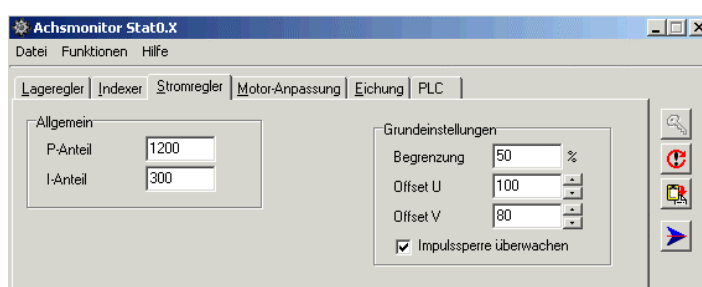 Achsmonitor Stat0.X
Datei Funktionen Hilfe
Lageregler Indexer Stromregler Motor-Anpassung Eichung PLC
Allgemein
P-Anteil 1200
I-Anteil 300
Grundeinstellungen
Begrenzung 50 %
Offset U 100
Offset V 80
Impulssperre überwachen